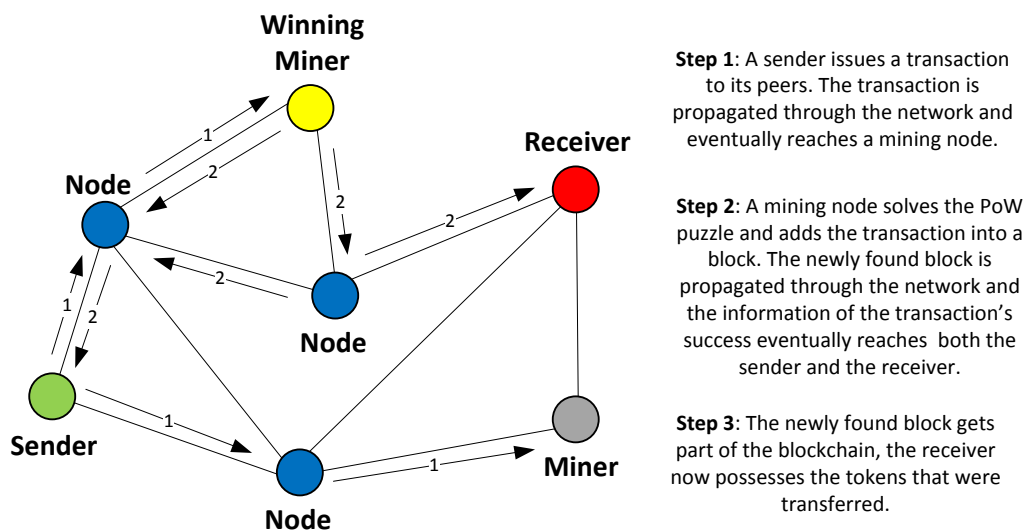 Winning
Miner
1
2
Receiver
Node
2
2
2
1
2
Node
Sender
1
1
Miner
Node
Step 1: A sender issues a transaction
to its peers. The transaction is
propagated through the network and
eventually reaches a mining node.
Step 2: A mining node solves the PoW
puzzle and adds the transaction into a
block. The newly found block is
propagated through the network and
the information of the transaction’s
success eventually reaches both the
sender and the receiver.
Step 3: The newly found block gets
part of the blockchain, the receiver
now possesses the tokens that were
transferred.